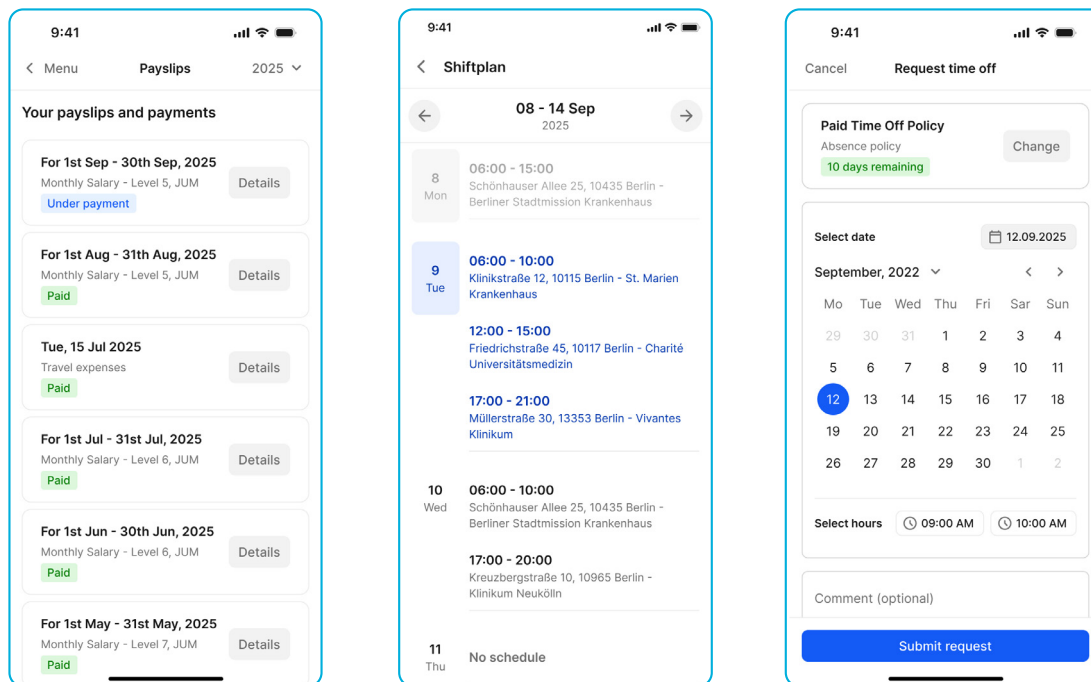 9:41
Menu Payslips 2025
Your payslips and payments
For 1st Sep - 30th Sep, 2025
Monthly Salary - Level 5, JUM
Under payment
Details
For 1st Aug - 31th Aug, 2025
Monthly Salary - Level 5, JUM
Paid
Details
Tue, 15 Jul 2025
Travel expenses
Paid
Details
For 1st Jul - 31st Jul, 2025
Monthly Salary - Level 6, JUM
Paid
Details
For 1st Jun - 30th Jun, 2025
Monthly Salary - Level 6, JUM
Paid
Details
For 1st May - 31st May, 2025
Monthly Salary - Level 7, JUM
Paid
Details
9:41
Shiftplan
08 - 14 Sep
2025
8
Mon
06:00 - 15:00
Schönhauser Allee 25, 10435 Berlin -
Berliner Stadtmission Krankenhaus
9
Tue
06:00 - 10:00
Klinikstraße 12, 10115 Berlin - St. Marien
Krankenhaus
12:00 - 15:00
Friedrichstraße 45, 10117 Berlin - Charité
Universitätsmedizin
17:00 - 21:00
Müllerstraße 30, 13353 Berlin - Vivantes
Klinikum
10
Wed
06:00 - 10:00
Schönhauser Allee 25, 10435 Berlin -
Berliner Stadtmission Krankenhaus
17:00 - 20:00
Kreuzbergstraße 10, 10965 Berlin -
Klinikum Neukölln
11
Thu
No schedule
9:41
Cancel Request time off
Paid Time Off Policy
Absence policy
10 days remaining
Change
Select date 12.09.2025
September, 2022
Mo Tue Wed Thu Fri Sar Sun
29 30 31 1 2 3 4
5 6 7 8 9 10 11
12 13 14 15 16 17 18
19 20 21 22 23 24 25
26 27 28 29 30 1 2
Select hours 09:00 AM 10:00 AM
Comment (optional)
Submit request